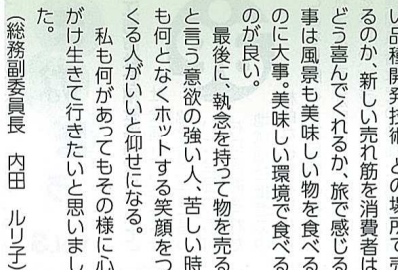 い品種開発技術、どの場所で売
るのか、新しい売れ筋を消費者は
どう喜んでくれるか、旅で感じる
事は風景も美味しい物を食べる
のに大事。美味しい環境で食べる
のが良い。
　最後に、執念を持って物を売る
と言う意欲の強い人、苦しい時
も何となくホットする笑顔をつ
くる人がいいと仰せになる。
　私も何があってもその様に心
がけ生きて行きたいと思いまし
た。
（総務副委員長　内田　ルリ子）